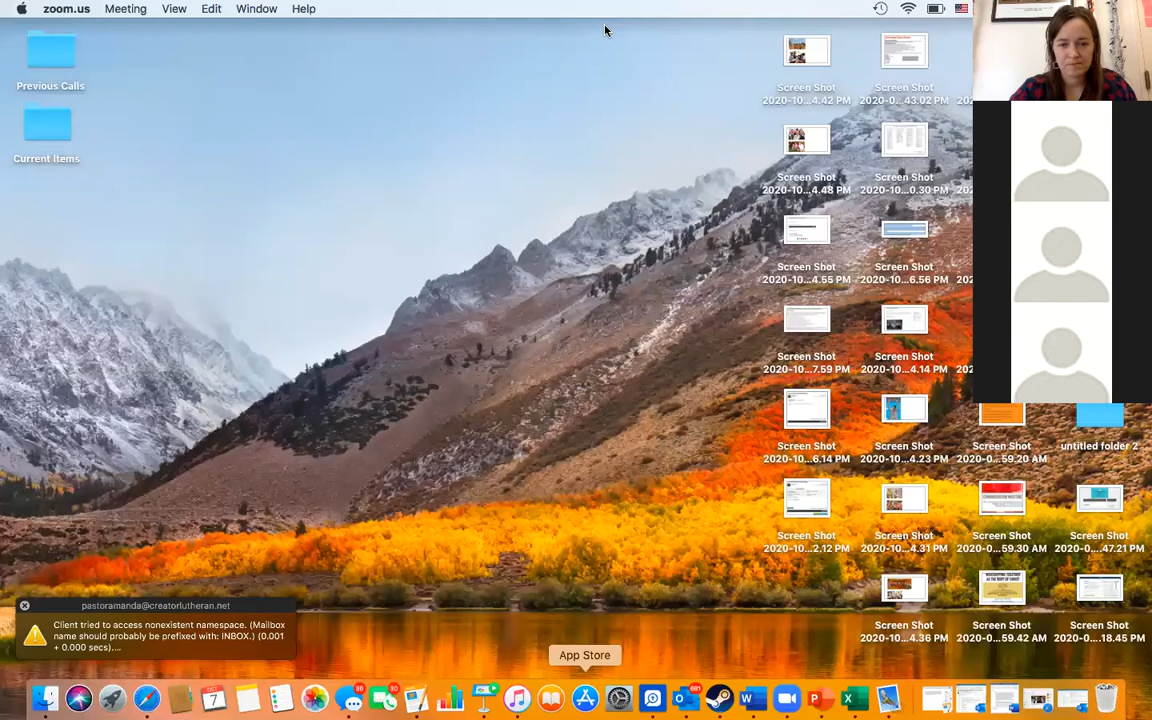 zoom.us Meeting View Edit Window Help
Previous Calls
Current Items
Screen Shot
2020-10...4.42 PM
Screen Shot
2020-0...43.02 PM
Screen Shot
2020-10...4.48 PM
Screen Shot
2020-10...0.30 PM
Screen Shot
2020-10...4.55 PM
Screen Shot
2020-10...6.56 PM
Screen Shot
2020-10...7.59 PM
Screen Shot
2020-10...4.14 PM
Screen Shot
2020-10...6.14 PM
Screen Shot
2020-10...4.23 PM
Screen Shot
2020-0....59.20 AM
untitled folder 2
Screen Shot
2020-10...2.12 PM
Screen Shot
2020-10...4.31 PM
Screen Shot
2020-0....59.30 AM
Screen Shot
2020-0....47.21 PM
Screen Shot
2020-10...4.36 PM
Screen Shot
2020-0....59.42 AM
Screen Shot
2020-0....18.45 PM
pastoramanda@creatorlutheran.net
Client tried to access nonexistent namespace. (Mailbox
name should probably be prefixed with: INBOX.) (0.001
+ 0.000 secs)....
App Store